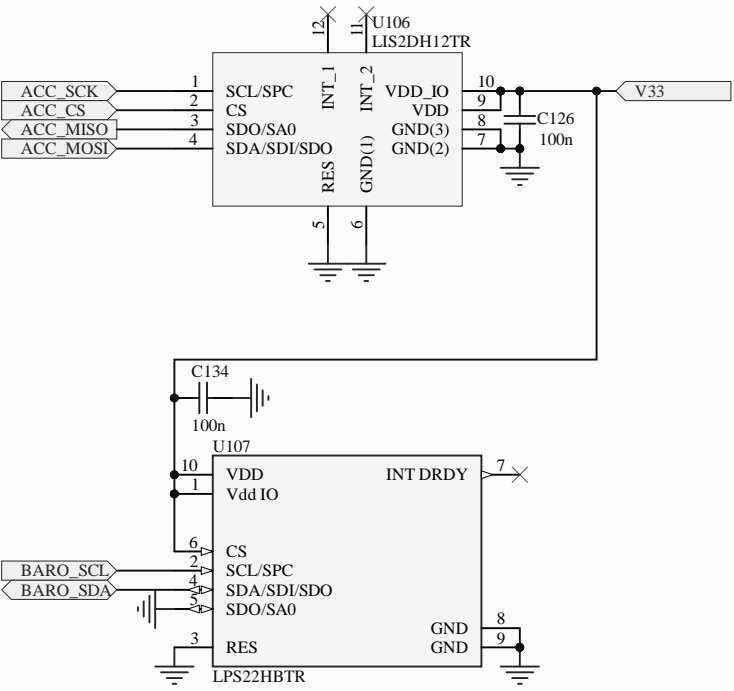 12
11
U106
LIS2DH12TR
ACC_SCK
1
SCL/SPC
INT_1
INT_2
VDD_IO
10
V33
ACC_CS
2
CS
VDD
9
ACC_MISO
3
SDO/SA0
GND(3)
8
C126
100n
ACC_MOSI
4
SDA/SDI/SDO
GND(2)
7
RES
GND(1)
5
6
C134
100n
U107
10
VDD
INT DRDY
7
1
Vdd IO
6
CS
BARO_SCL
2
SCL/SPC
BARO_SDA
4
SDA/SDI/SDO
5
SDO/SA0
GND
8
3
RES
GND
9
LPS22HBTR